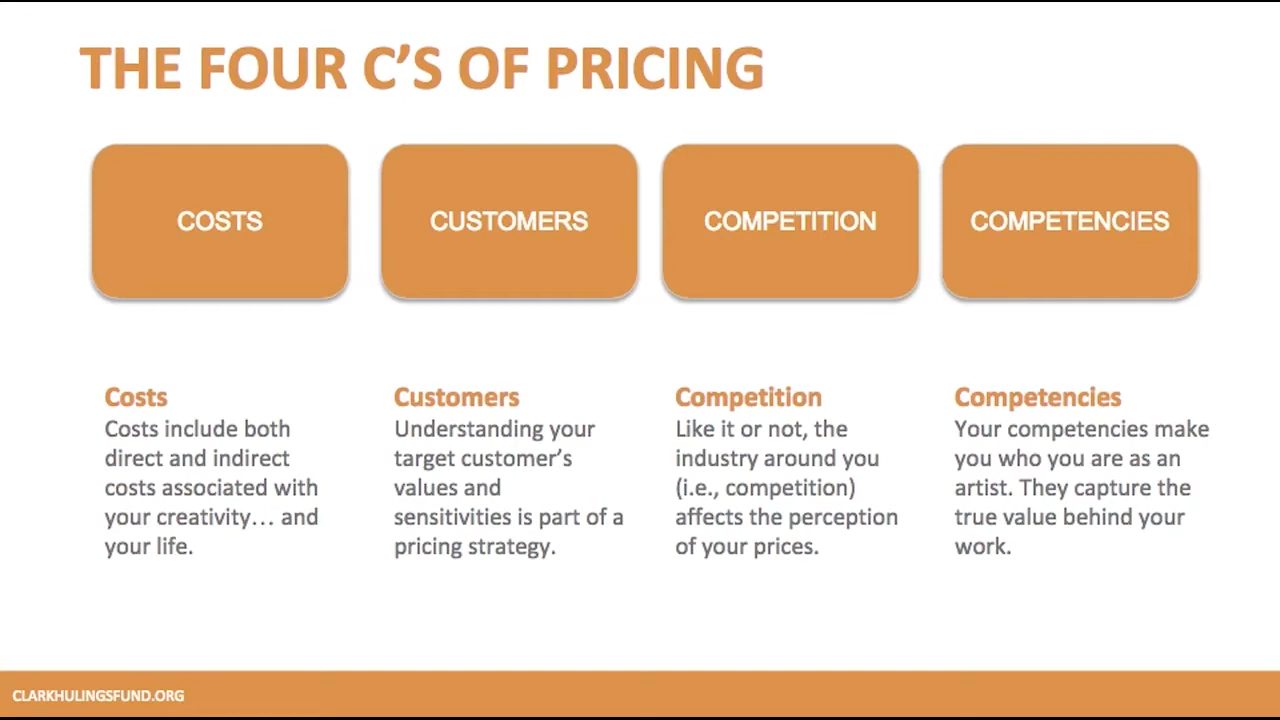 THE FOUR C’S OF PRICING
COSTS
CUSTOMERS
COMPETITION
COMPETENCIES
Costs
Costs include both
direct and indirect
costs associated with
your creativity... and
your life.
Customers
Understanding your
target customer’s
values and
sensitivities is part of a
pricing strategy.
Competition
Like it or not, the
industry around you
(i.e., competition)
affects the perception
of your prices.
Competencies
Your competencies make
you who you are as an
artist. They capture the
true value behind your
work.
CLARKHULINGSFUND.ORG